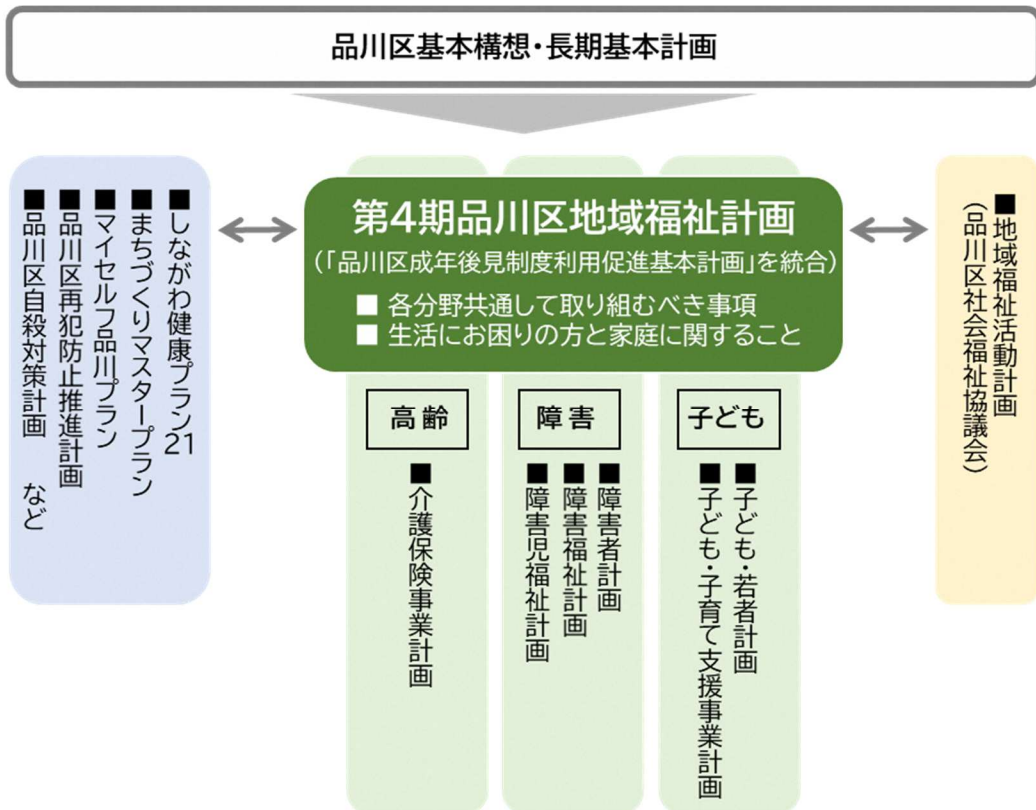 品川区基本構想・長期基本計画
■しながわ健康プラン21
■まちづくりマスタープラン
■マイセルフ品川プラン
■品川区再犯防止推進計画
■品川区自殺対策計画 など
第4期品川区地域福祉計画
(「品川区成年後見制度利用促進基本計画」を統合)
■ 各分野共通して取り組むべき事項
■ 生活にお困りの方と家庭に関すること
高齢
■介護保険事業計画
障害
■障害者計画
■障害福祉計画
■障害児福祉計画
子ども
■子ども・若者計画
■子ども・子育て支援事業計画
■地域福祉活動計画
(品川区社会福祉協議会)